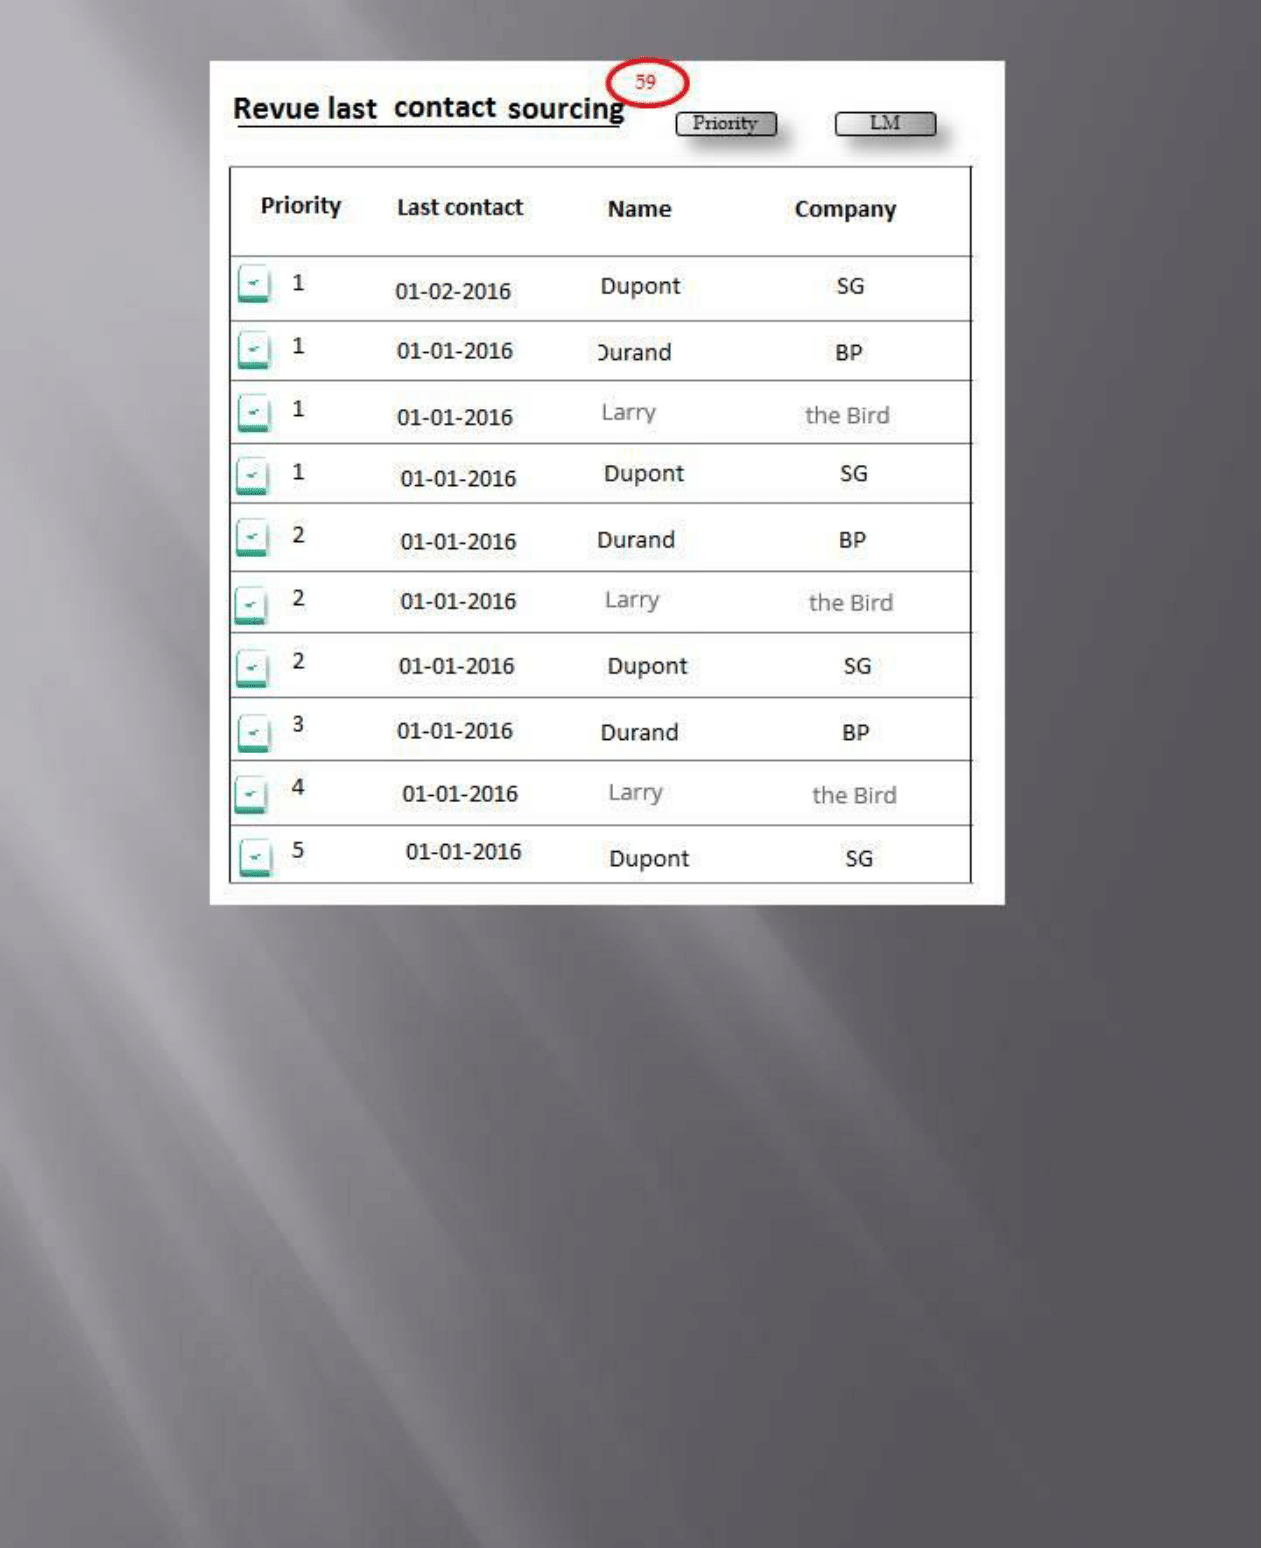 59
Revue last contact sourcing
Priority LM
Priority Last contact Name Company
1 01-02-2016 Dupont SG
1 01-01-2016 Durand BP
1 01-01-2016 Larry the Bird
1 01-01-2016 Dupont SG
2 01-01-2016 Durand BP
2 01-01-2016 Larry the Bird
2 01-01-2016 Dupont SG
3 01-01-2016 Durand BP
4 01-01-2016 Larry the Bird
5 01-01-2016 Dupont SG